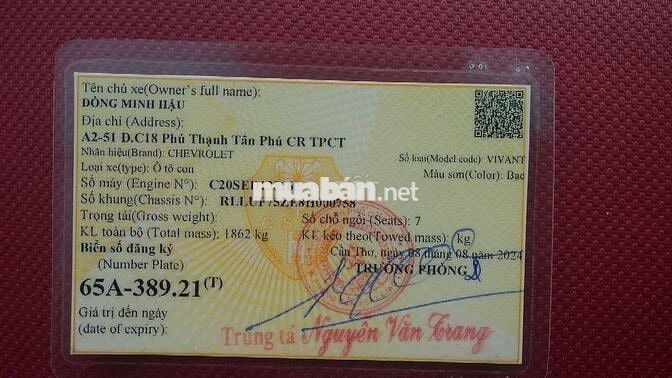 Tên chủ xe(Owner's full name):
ĐỒNG MINH HẬU
Địa chỉ (Address):
A2-51 D.C18 Phú Thạnh Tân Phú CR TPCT
Nhãn hiệu(Brand): CHEVROLET Số loại(Model code): VIVANT
Loại xe(type): Ô tô con Màu sơn(Color): Bạc
Số máy (Engine N°):
Số khung(Chassis N°):
muaban.net
Trọng tải(Gross weight): Số chỗ ngồi (Seats): 7
KL toàn bộ (Total mass): 1862 kg KL kéo theo(Towed mass): kg
Biển số đăng ký Cần Thơ, ngày 08 tháng 08 năm 2024
(Number Plate) TRƯỞNG PHÒNG
65A-389.21(T)
Giá trị đến ngày
(date of expiry):
Trung tá Nguyễn Văn Trang